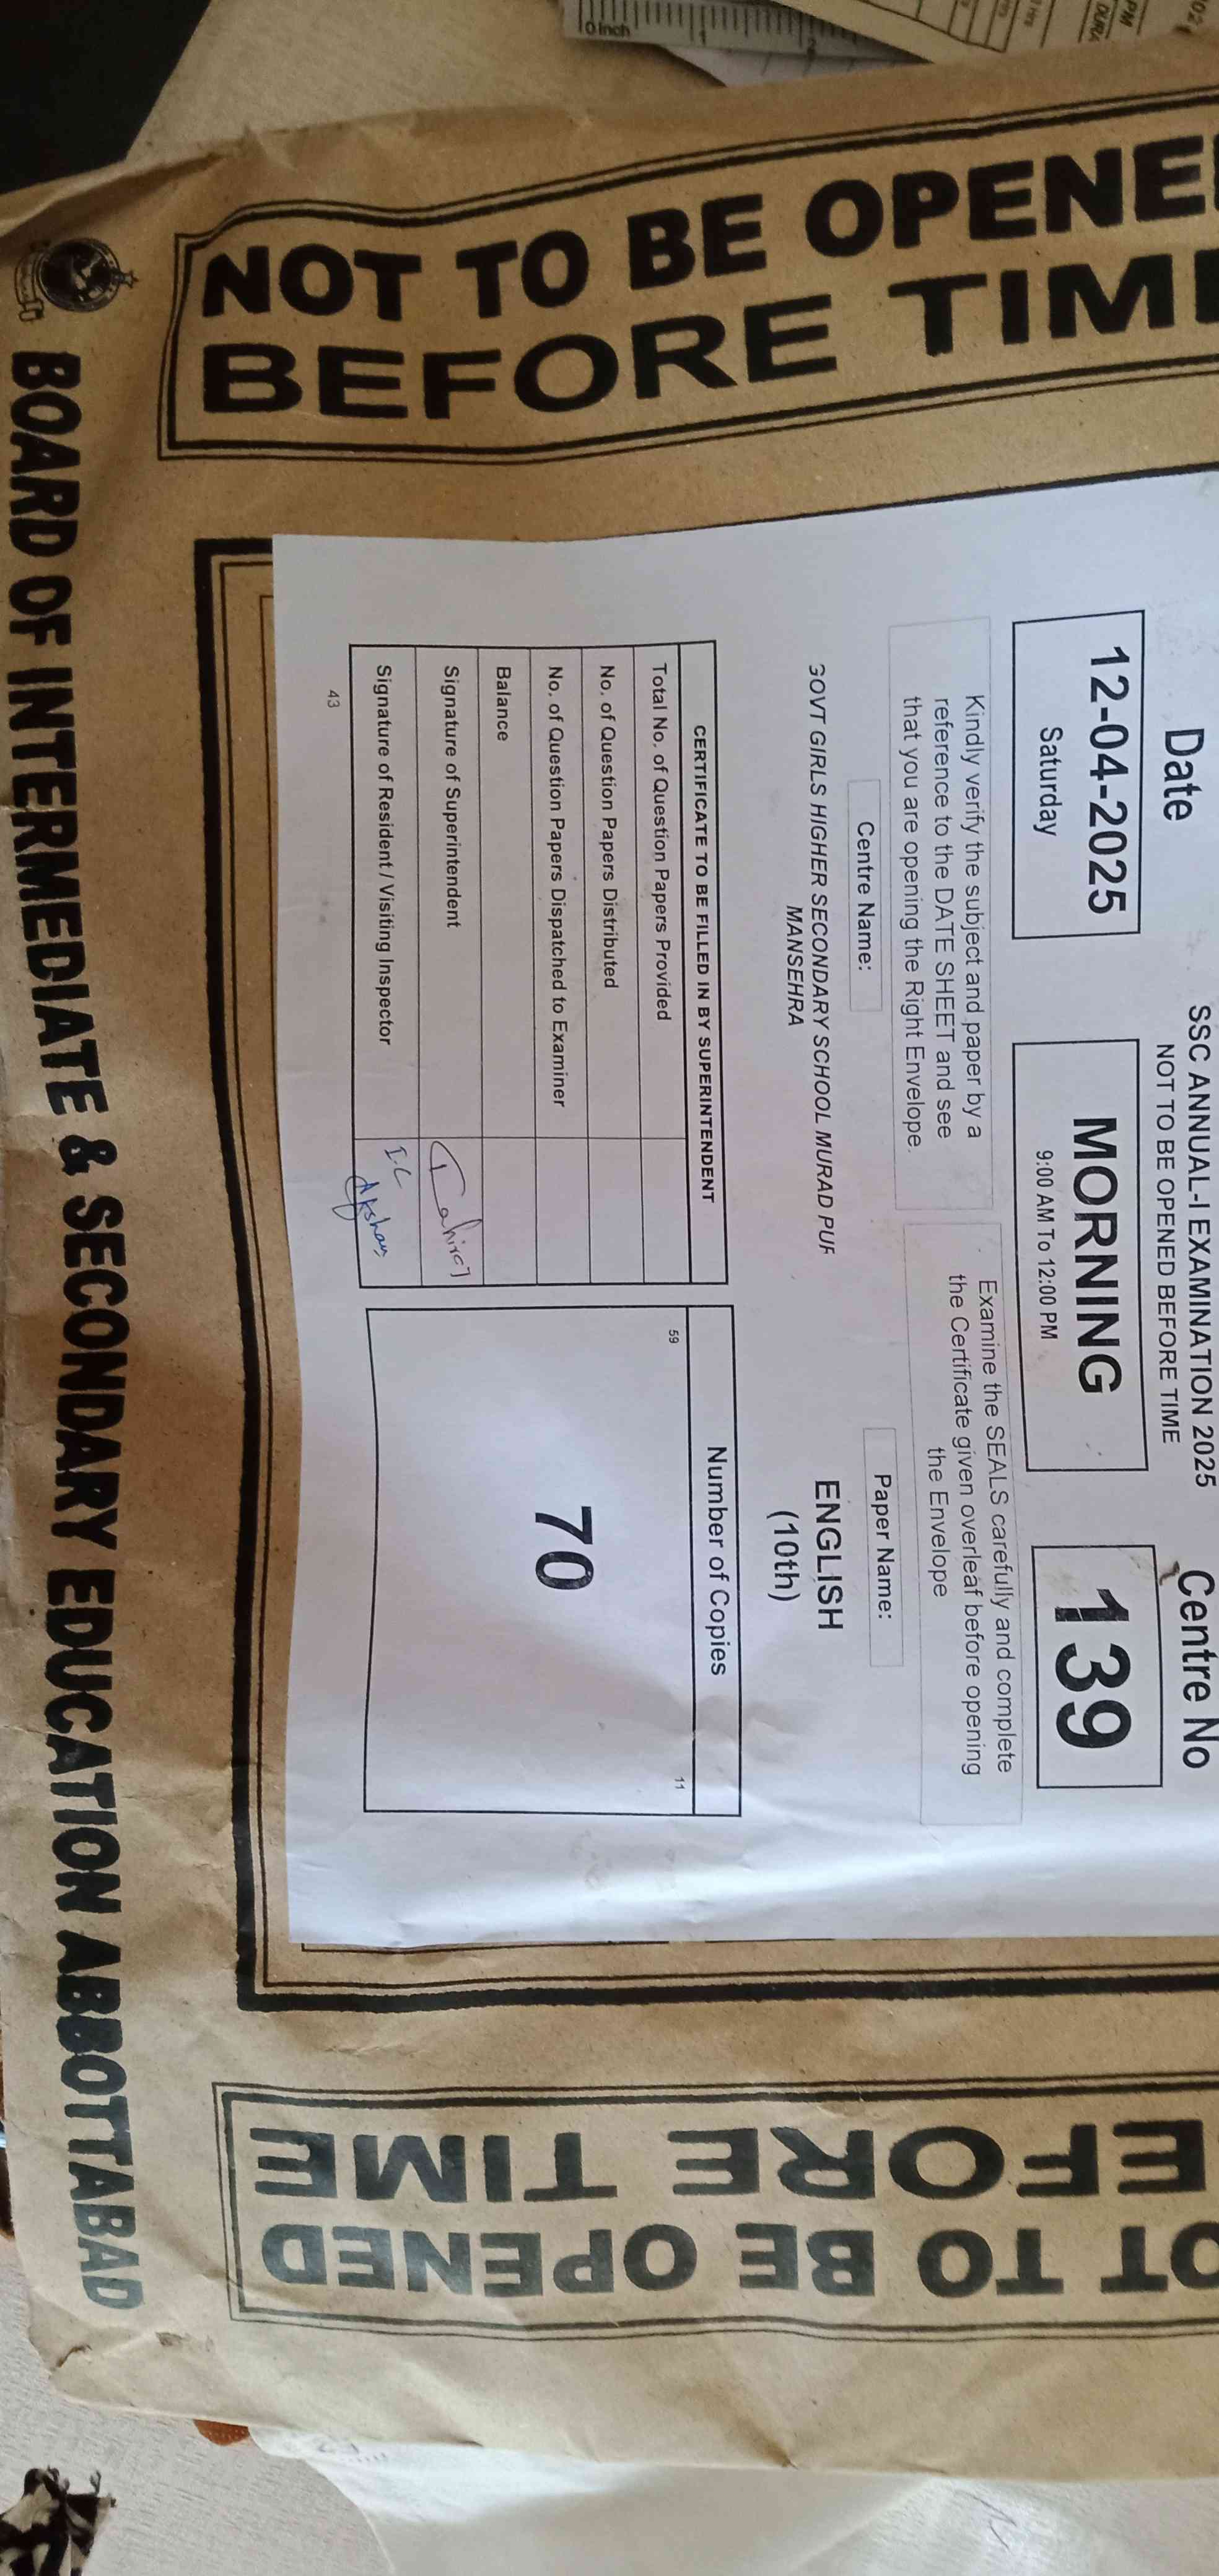 NOT TO BE OPENE
BEFORE TIM
SSC ANNUAL-I EXAMINATION 2025
NOT TO BE OPENED BEFORE TIME
Date
12-04-2025
Saturday
MORNING
9:00 AM To 12:00 PM
Centre No
139
Kindly verify the subject and paper by a
reference to the DATE SHEET and see
that you are opening the Right Envelope.
Examine the SEALS carefully and complete
the Certificate given overleaf before opening
the Envelope
Centre Name:
GOVT GIRLS HIGHER SECONDARY SCHOOL MURAD PUR
MANSEHRA
Paper Name:
ENGLISH
(10th)
CERTIFICATE TO BE FILLED IN BY SUPERINTENDENT
Total No. of Question Papers Provided
No. of Question Papers Distributed
No. of Question Papers Dispatched to Examiner
Balance
Signature of Superintendent
Signature of Resident / Visiting Inspector
43
Number of Copies
59
11
70
BOARD OF INTERMEDIATE & SECONDARY EDUCATION ABBOTTABAD
OT TO BE OPENED
EFORE TIME
0 Inch
PM